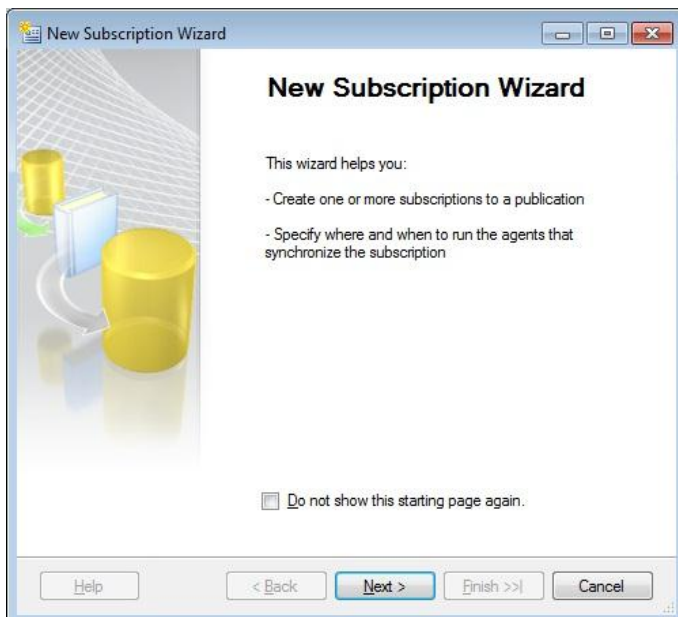 New Subscription Wizard
New Subscription Wizard
This wizard helps you:
- Create one or more subscriptions to a publication
- Specify where and when to run the agents that
synchronize the subscription
Do not show this starting page again.
Help
< Back
Next >
Finish >>|
Cancel